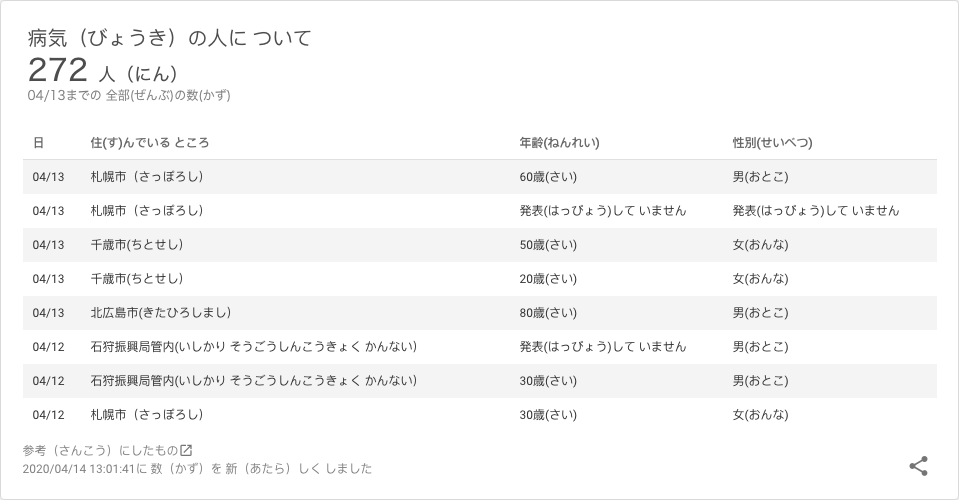 病気（びょうき）の人に ついて
272 人（にん）
04/13までの 全部(ぜんぶ)の数(かず)
日 住(す)んでいる ところ 年齢(ねんれい) 性別(せいべつ)
04/13 札幌市（さっぽろし） 60歳(さい) 男(おとこ)
04/13 札幌市（さっぽろし） 発表(はっぴょう)して いません 発表(はっぴょう)して いません
04/13 千歳市(ちとせし) 50歳(さい) 女(おんな)
04/13 千歳市(ちとせし) 20歳(さい) 女(おんな)
04/13 北広島市(きたひろしまし) 80歳(さい) 男(おとこ)
04/12 石狩振興局管内(いしかり そうごうしんこうきょく かんない) 発表(はっぴょう)して いません 男(おとこ)
04/12 石狩振興局管内(いしかり そうごうしんこうきょく かんない) 30歳(さい) 男(おとこ)
04/12 札幌市（さっぽろし） 30歳(さい) 女(おんな)
参考（さんこう）にしたもの
2020/04/14 13:01:41に 数（かず）を 新（あたら）しく しました